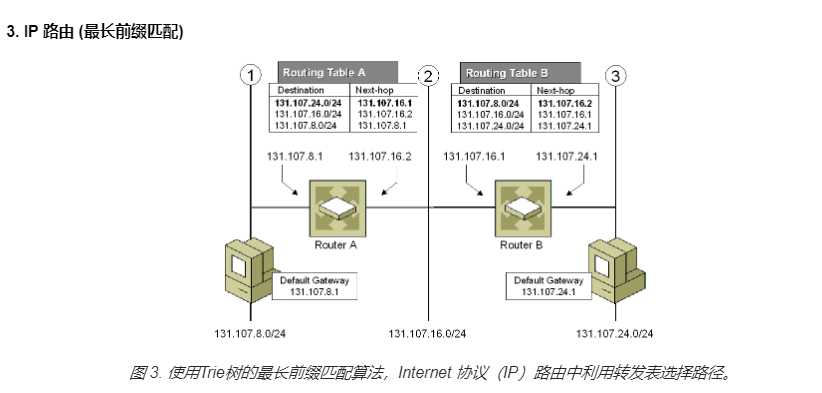 3. IP 路由 (最长前缀匹配)
1
Routing Table A
Destination Next-hop
131.107.24.0/24 131.107.16.1
131.107.16.0/24 131.107.16.2
131.107.8.0/24 131.107.8.1
2
Routing Table B
Destination Next-hop
131.107.8.0/24 131.107.16.2
131.107.16.0/24 131.107.16.1
131.107.24.0/24 131.107.24.1
3
131.107.8.1 131.107.16.2 131.107.16.1 131.107.24.1
Router A Router B
Default Gateway
131.107.8.1
Default Gateway
131.107.24.1
131.107.8.0/24 131.107.16.0/24 131.107.24.0/24
图 3. 使用Trie树的最长前缀匹配算法，Internet 协议（IP）路由中利用转发表选择路径。